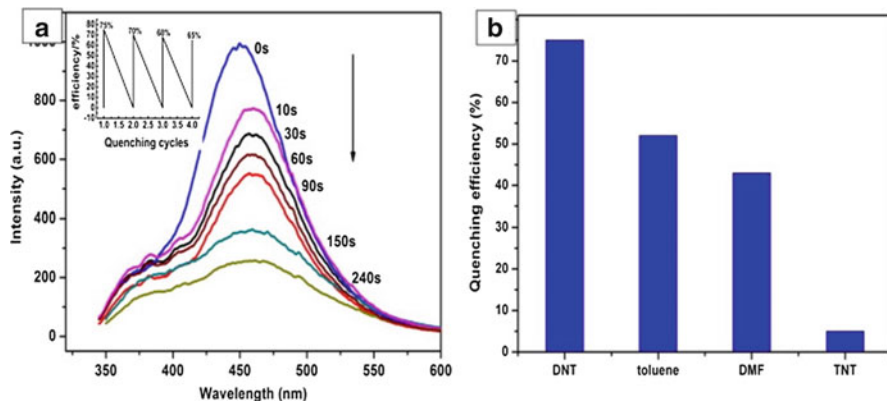 a
80
70
60
50
40
30
20
10
0
-10
efficiency/%
75%
70%
68%
65%
1.0 1.5 2.0 2.5 3.0 3.5 4.0
Quenching cycles
0s
10s
30s
60s
90s
150s
240s
800
600
400
200
0
Intensity (a.u.)
350 400 450 500 550 600
Wavelength (nm)
b
80
70
60
50
40
30
20
10
0
Quenching efficiency (%)
DNT toluene DMF TNT